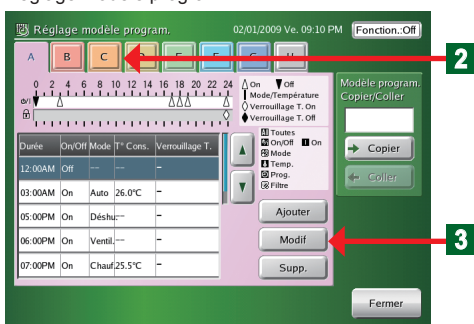 Réglage modèle program. 02/01/2009 Ve. 09:10 PM Fonction.:Off
A B C D E F G H
2
0 2 4 6 8 10 12 14 16 18 20 22 24
On Off
Mode/Température
Verrouillage T. On
Verrouillage T. Off
Modèle program.
Copier/Coller
Toutes
On/Off On
Mode
Temp.
Prog.
Filtre
Copier
Coller
Durée On/Off Mode T° Cons. Verrouillage T.
12:00AM Off -- -- -
03:00AM On Auto 26.0°C -
05:00PM On Déshu -- -
06:00PM On Ventil. -- -
07:00PM On Chauf 25.5°C -
Ajouter
Modif
3
Supp.
Fermer